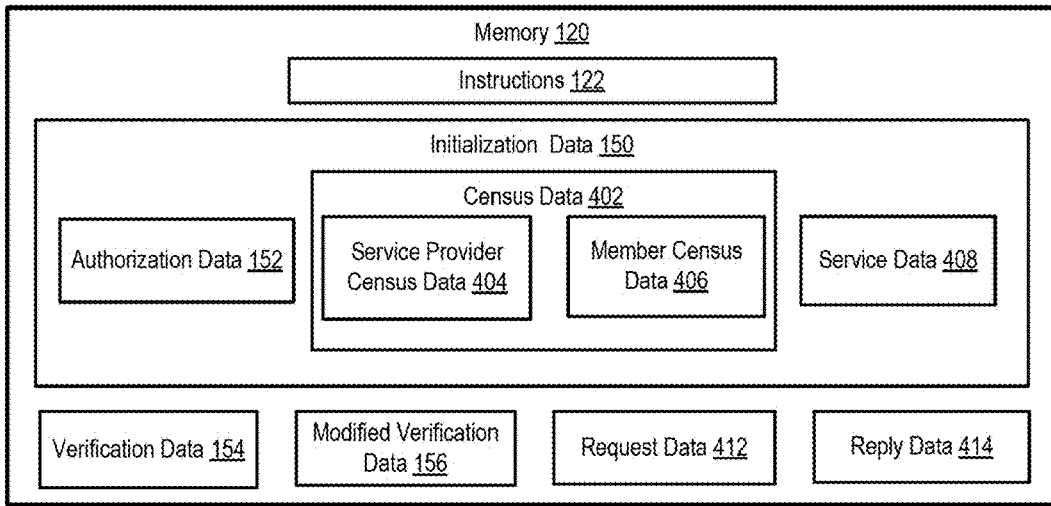 Memory 120
Instructions 122
Initialization Data 150
Census Data 402
Authorization Data 152
Service Provider
Census Data 404
Member Census
Data 406
Service Data 408
Verification Data 154
Modified Verification
Data 156
Request Data 412
Reply Data 414